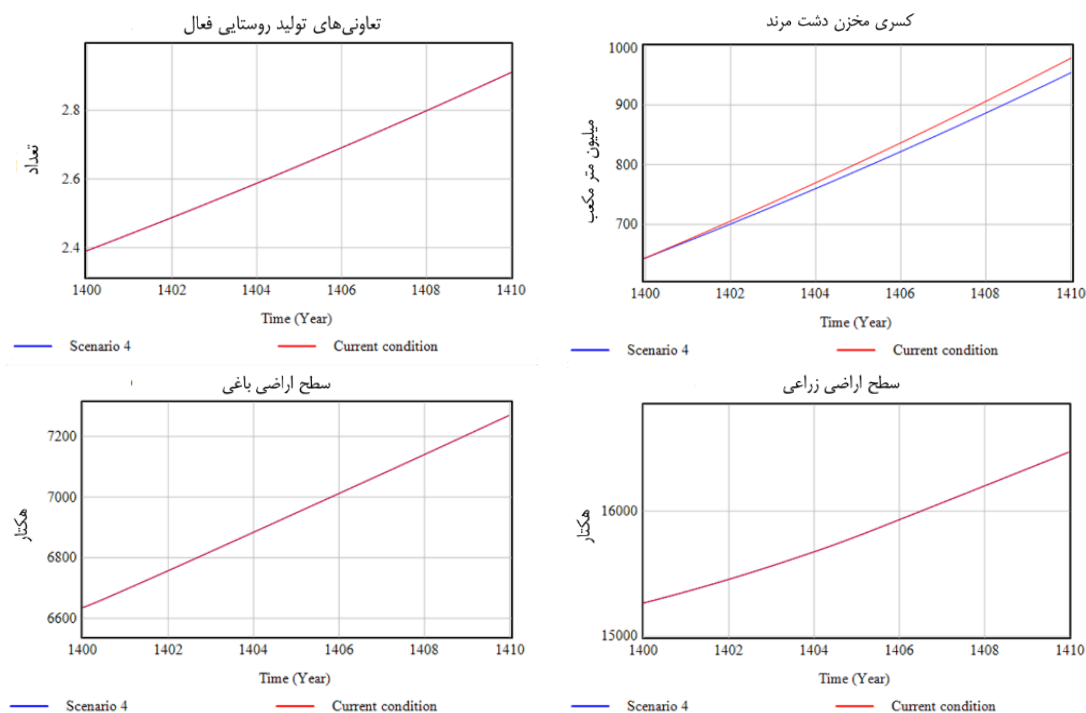 تعاونی‌های تولید روستایی فعال
تعداد
2.8
2.6
2.4
1400 1402 1404 1406 1408 1410
Time (Year)
Scenario 4 Current condition
کسری مخزن دشت مرند
میلیون متر مکعب
1000
900
800
700
1400 1402 1404 1406 1408 1410
Time (Year)
Scenario 4 Current condition
سطح اراضی باغی
هکتار
7200
7000
6800
6600
1400 1402 1404 1406 1408 1410
Time (Year)
Scenario 4 Current condition
سطح اراضی زراعی
هکتار
16000
15000
1400 1402 1404 1406 1408 1410
Time (Year)
Scenario 4 Current condition